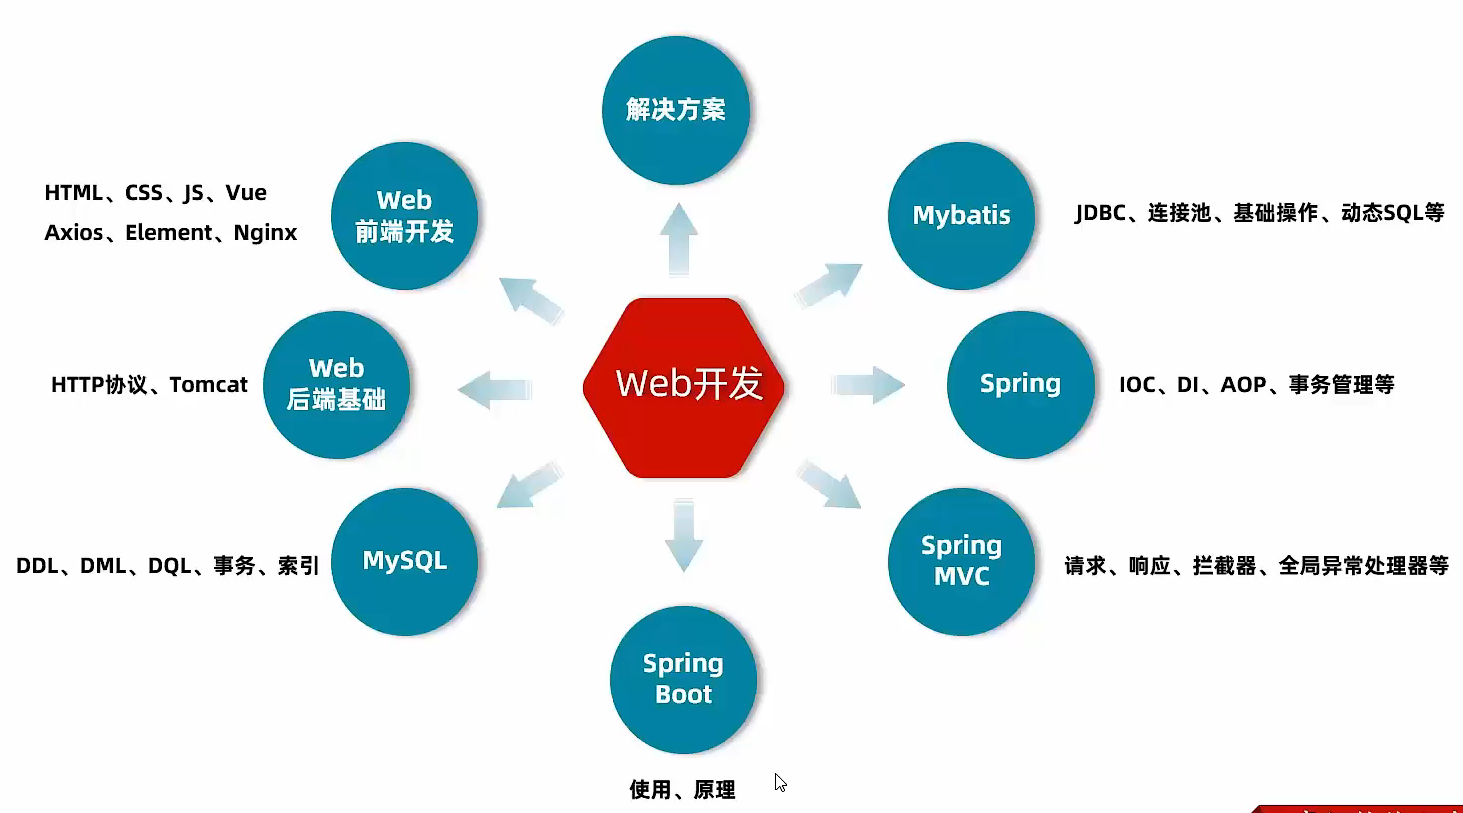 解决方案
Web
前端开发
HTML、CSS、JS、Vue
Axios、Element、Nginx
Mybatis
JDBC、连接池、基础操作、动态SQL等
Web
后端基础
HTTP协议、Tomcat
Web开发
Spring
IOC、DI、AOP、事务管理等
MySQL
DDL、DML、DQL、事务、索引
Spring
MVC
请求、响应、拦截器、全局异常处理器等
Spring
Boot
使用、原理